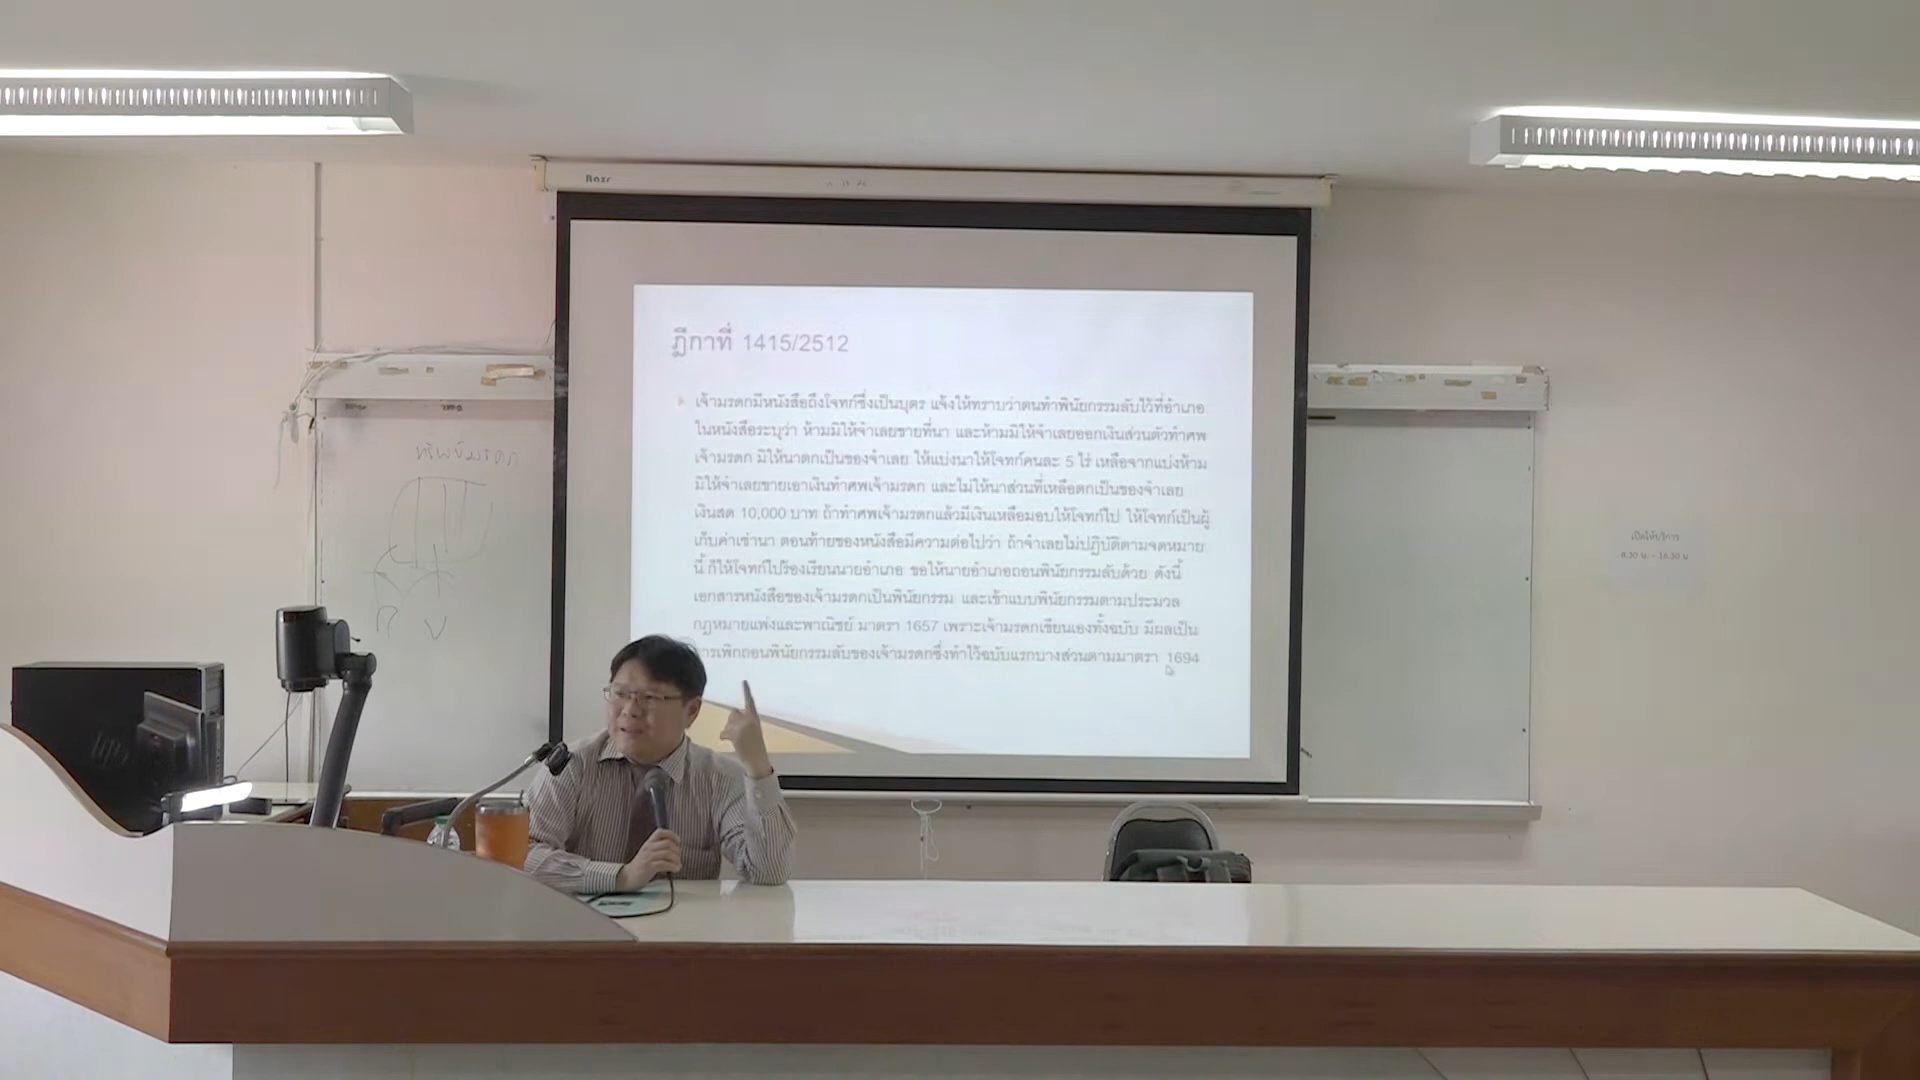 ฎีกาที่ 1415/2512
เจ้ามรดกมีหนังสือถึงโจทก์ซึ่งเป็นบุตร แจ้งให้ทราบว่าตนทำพินัยกรรมลับไว้ที่อำเภอ
ในหนังสือระบุว่า ห้ามมิให้จำเลยขายที่นา และห้ามมิให้จำเลยออกเงินส่วนตัวทำศพ
เจ้ามรดก มิให้นาตกเป็นของจำเลย ให้แบ่งนาให้โจทก์คนละ 5 ไร่ เหลือจากแบ่งห้าม
มิให้จำเลยขายเอาเงินทำศพเจ้ามรดก และไม่ให้นาส่วนที่เหลือตกเป็นของจำเลย
เงินสด 10,000 บาท ถ้าทำศพเจ้ามรดกแล้วมีเงินเหลือมอบให้โจทก์ไป ให้โจทก์เป็นผู้
เก็บค่าเช่านา ตอนท้ายของหนังสือมีความต่อไปว่า ถ้าจำเลยไม่ปฏิบัติตามจดหมาย
นี้ ก็ให้โจทก์ไปร้องเรียนนายอำเภอ ขอให้นายอำเภอถอนพินัยกรรมลับด้วย ดังนี้
เอกสารหนังสือของเจ้ามรดกเป็นพินัยกรรม และเข้าแบบพินัยกรรมตามประมวล
กฎหมายแพ่งและพาณิชย์ มาตรา 1657 เพราะเจ้ามรดกเขียนเองทั้งฉบับ มีผลเป็น
ารเพิกถอนพินัยกรรมลับของเจ้ามรดกซึ่งทำไว้ฉบับแรกบางส่วนตามมาตรา 1694
ทรัพย์มรดก
เปิดให้บริการ
8.30 น. - 16.30 น
hp